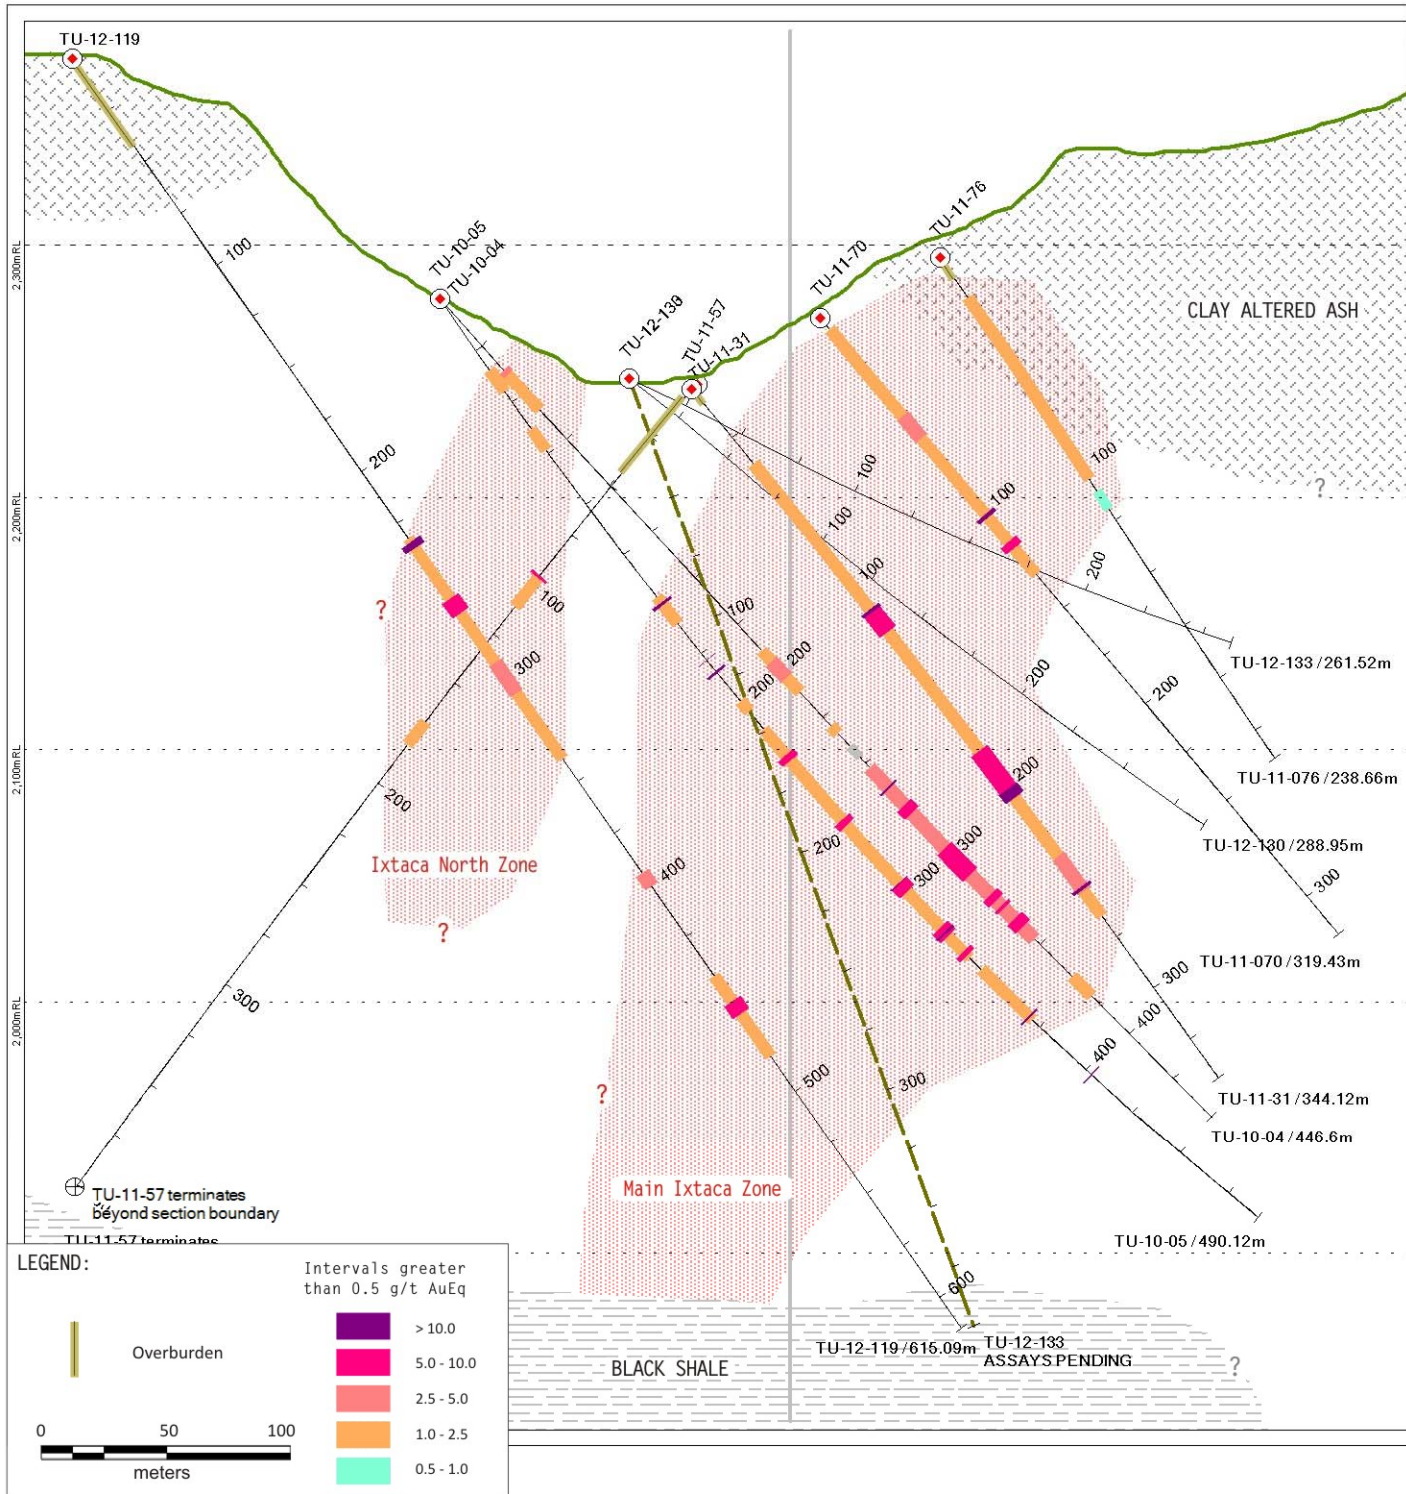 TU-12-119
TU-10-05
TU-10-04
TU-11-57
TU-11-31
TU-11-70
TU-11-76
2,300mRL
2,200mRL
2,100mRL
2,000mRL
CLAY ALTERED ASH
?
100
200
300
400
500
600
100
200
300
200
300
400
200
300
400
100
200
300
100
200
300
100
200
100
200
100
200
300
100
?
?
?
Ixtaca North Zone
Main Ixtaca Zone
TU-12-133 / 261.52m
TU-11-076 / 238.66m
TU-12-130 / 288.95m
TU-11-070 / 319.43m
TU-11-31 / 344.12m
TU-10-04 / 446.6m
TU-10-05 / 490.12m
TU-12-119 / 615.09m
TU-12-133
ASSAYS PENDING
BLACK SHALE
?
TU-11-57 terminates
beyond section boundary
TU-11-57 terminates
LEGEND:
Overburden
0 50 100
meters
Intervals greater
than 0.5 g/t AuEq
> 10.0
5.0 - 10.0
2.5 - 5.0
1.0 - 2.5
0.5 - 1.0